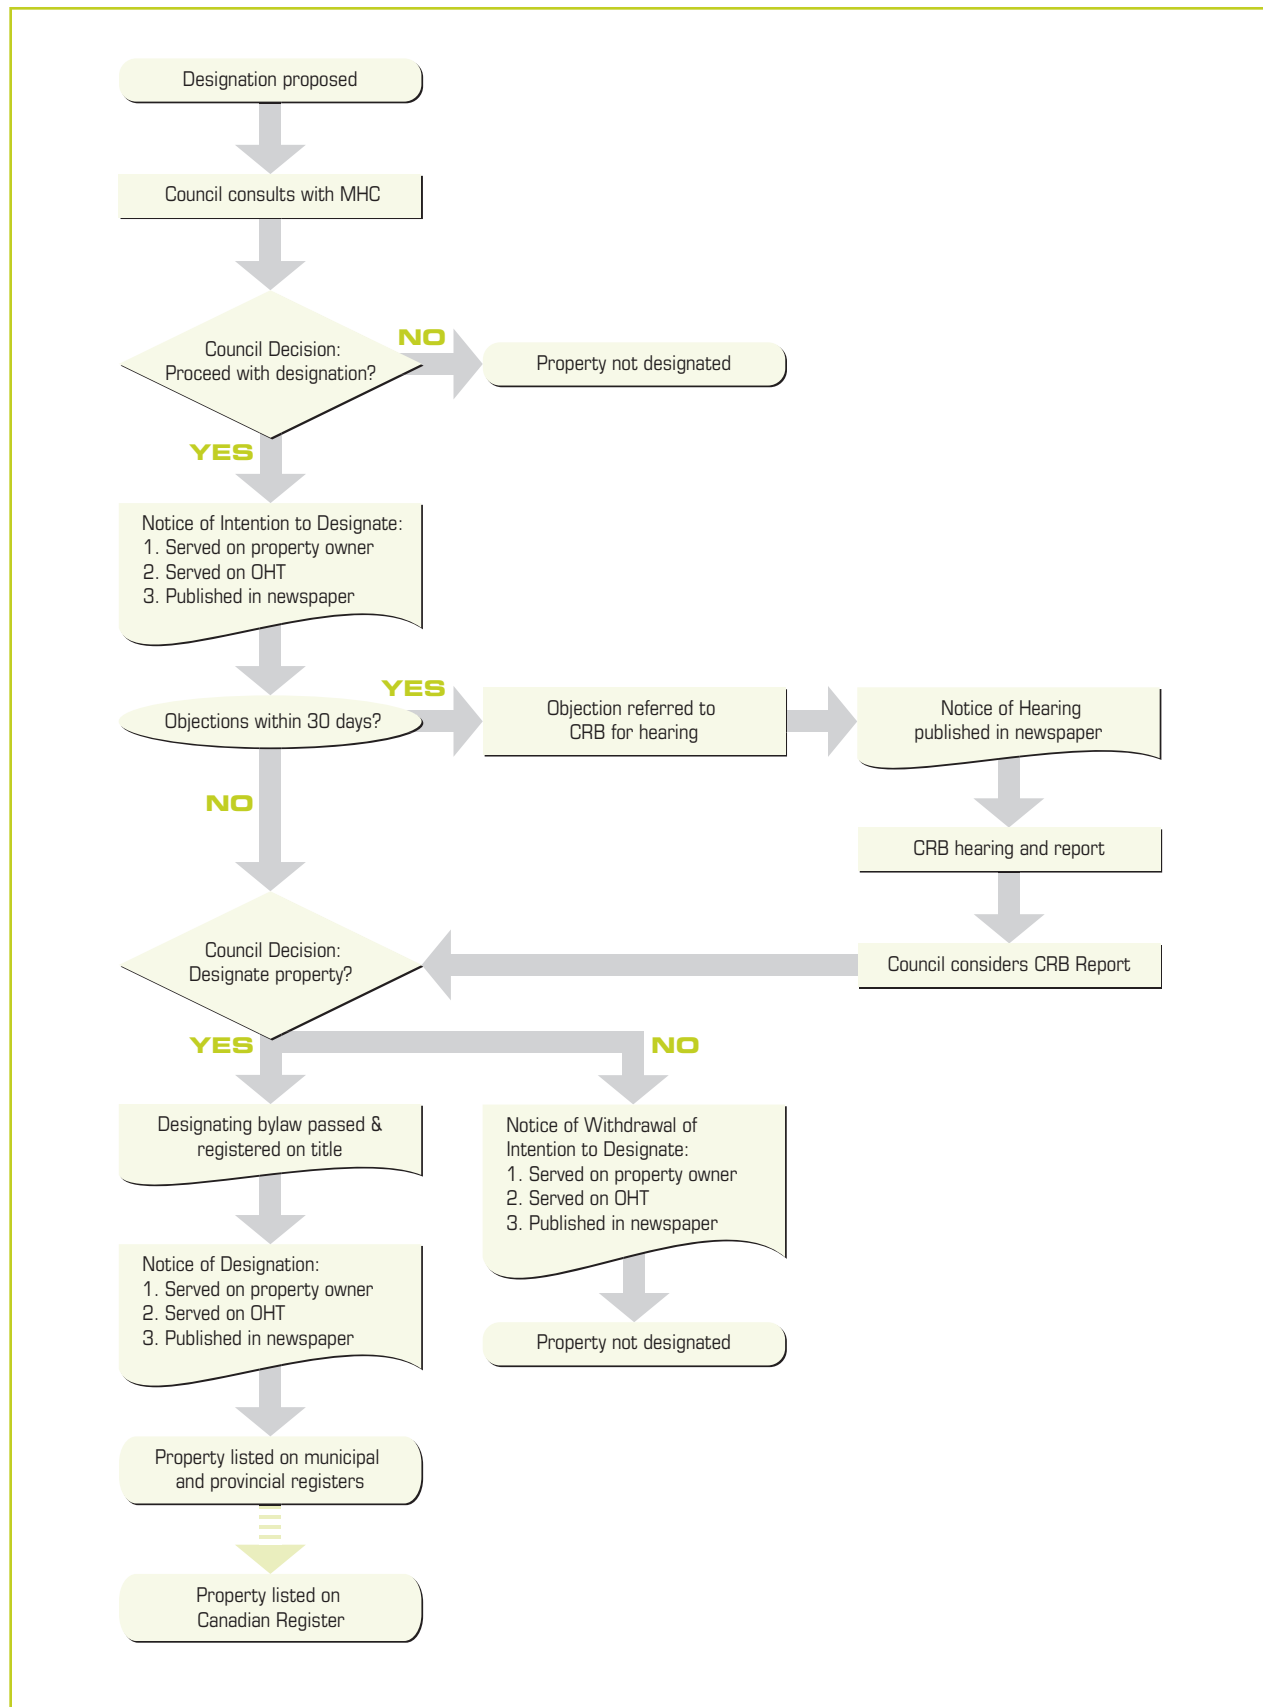 Designation proposed
Council consults with MHC
Council Decision:
Proceed with designation?
NO
Property not designated
YES
Notice of Intention to Designate:
1. Served on property owner
2. Served on OHT
3. Published in newspaper
Objections within 30 days?
YES
Objection referred to
CRB for hearing
Notice of Hearing
published in newspaper
NO
CRB hearing and report
Council considers CRB Report
Council Decision:
Designate property?
YES
NO
Designating bylaw passed &
registered on title
Notice of Withdrawal of
Intention to Designate:
1. Served on property owner
2. Served on OHT
3. Published in newspaper
Notice of Designation:
1. Served on property owner
2. Served on OHT
3. Published in newspaper
Property not designated
Property listed on municipal
and provincial registers
Property listed on
Canadian Register